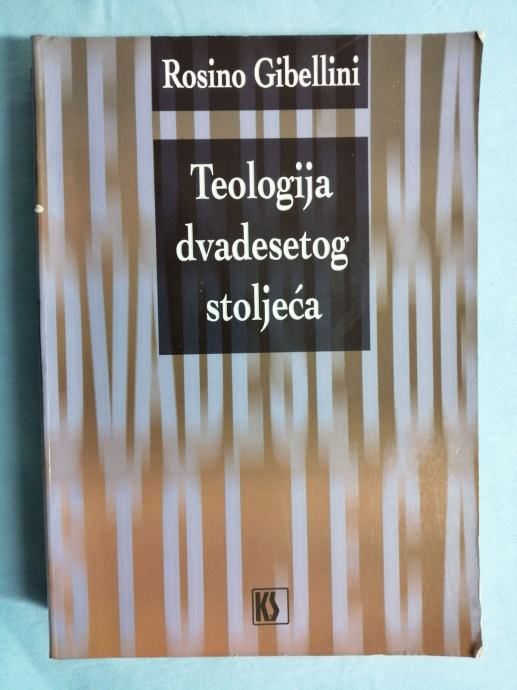 Rosino Gibellini
Teologija
dvadesetog
stoljeća
KS